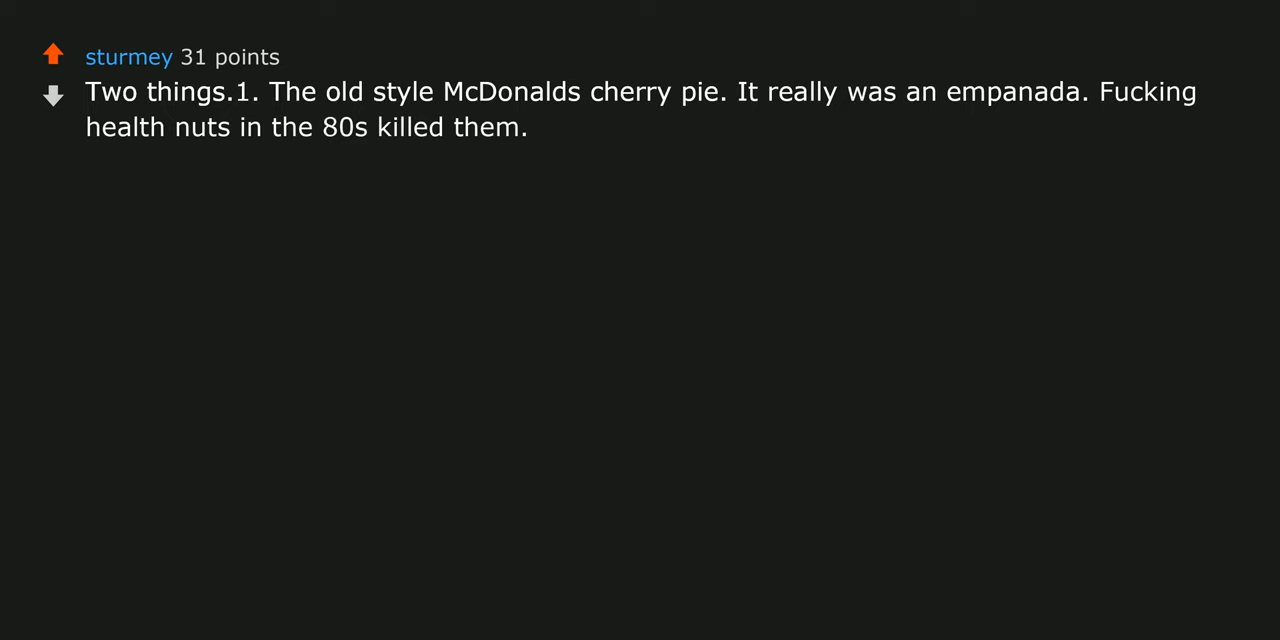 sturmey 31 points
Two things.1. The old style McDonalds cherry pie. It really was an empanada. Fucking
health nuts in the 80s killed them.